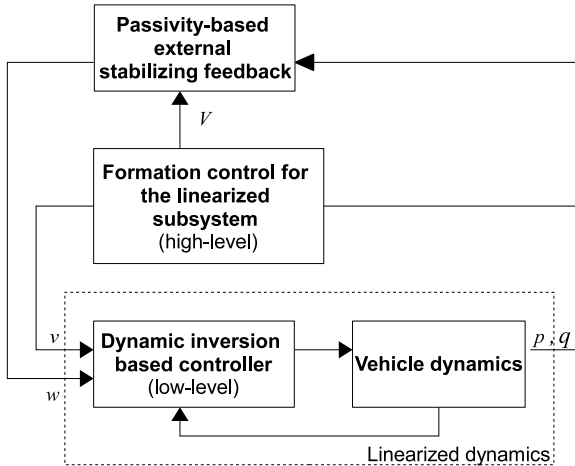 Passivity-based
external
stabilizing feedback
V
Formation control for
the linearized
subsystem
(high-level)
v
w
Dynamic inversion
based controller
(low-level)
Vehicle dynamics
p , q
Linearized dynamics